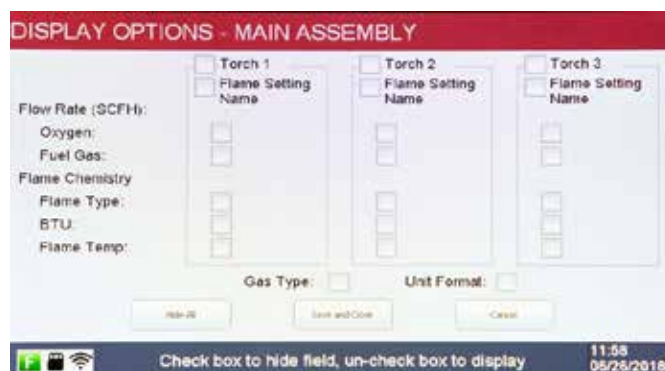 DISPLAY OPTIONS - MAIN ASSEMBLY
Torch 1 Torch 2 Torch 3
Flame Setting Name Flame Setting Name Flame Setting Name
Flow Rate (SCFH):
Oxygen:
Fuel Gas:
Flame Chemistry
Flame Type:
BTU:
Flame Temp:
Gas Type: Unit Format:
Hide All Save and Close Cancel
F Check box to hide field, un-check box to display 11:58
06/26/2018